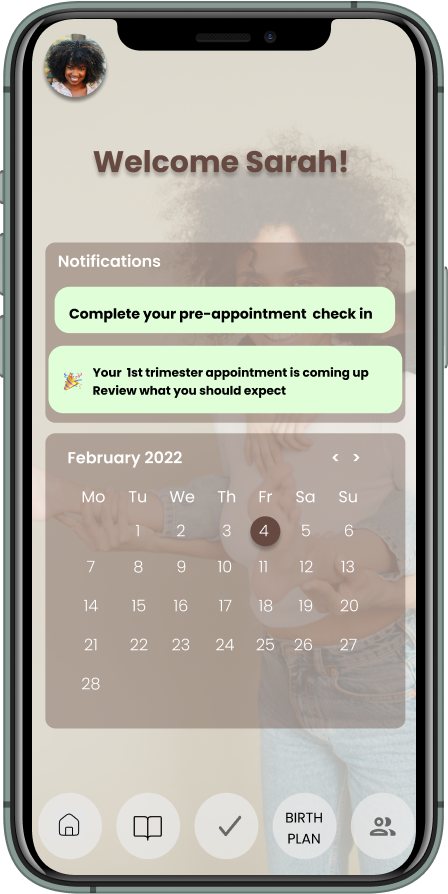 Welcome Sarah!
Notifications
Complete your pre-appointment check in
Your 1st trimester appointment is coming up
Review what you should expect
February 2022 < >
Mo Tu We Th Fr Sa Su
1 2 3 4 5 6
7 8 9 10 11 12 13
14 15 16 17 18 19 20
21 22 23 24 25 26 27
28
BIRTH
PLAN